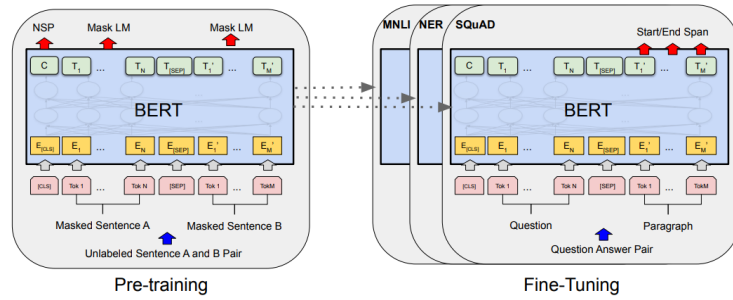 NSP Mask LM Mask LM
C T1 ... TN T[SEP] T1' ... TM'
BERT
E[CLS] E1 ... EN E[SEP] E1' ... EM'
[CLS] Tok 1 ... Tok N [SEP] Tok 1 ... TokM
Masked Sentence A Masked Sentence B
Unlabeled Sentence A and B Pair
Pre-training
MNLI NER SQuAD
Start/End Span
C T1 ... TN T[SEP] T1' ... TM'
BERT
E[CLS] E1 ... EN E[SEP] E1' ... EM'
[CLS] Tok 1 ... Tok N [SEP] Tok 1 ... TokM
Question Paragraph
Question Answer Pair
Fine-Tuning